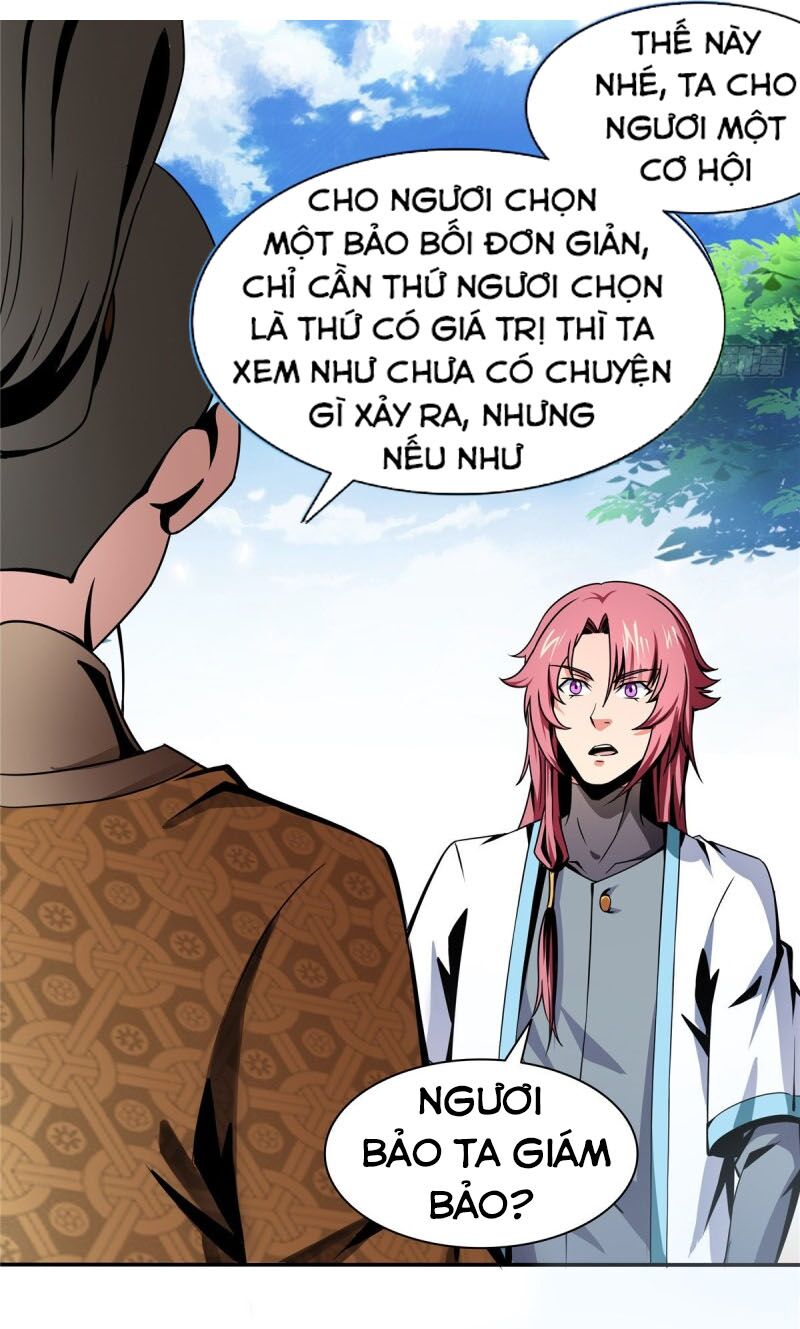 THẾ NÀY
NHÉ, TA CHO
NGƯƠI MỘT
CƠ HỘI
CHO NGƯƠI CHỌN
MỘT BẢO BỐI ĐƠN GIẢN,
CHỈ CẦN THỨ NGƯƠI CHỌN
LÀ THỨ CÓ GIÁ TRỊ THÌ TA
XEM NHƯ CHƯA CÓ CHUYỆN
GÌ XẢY RA, NHƯNG
NẾU NHƯ
NGƯƠI
BẢO TA GIÁM
BẢO?